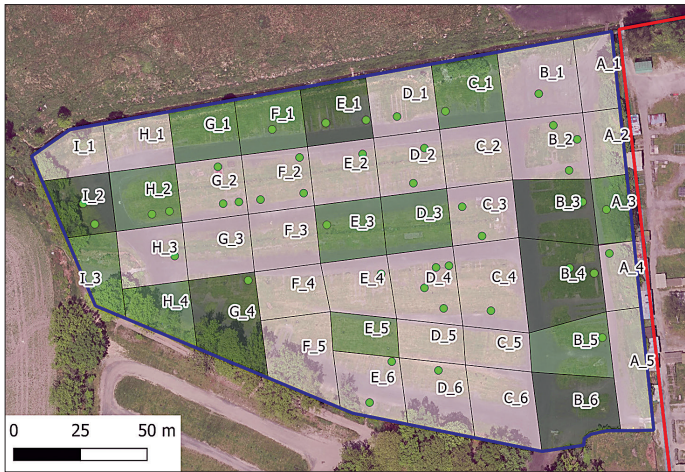 A_1
B_1
C_1
D_1
E_1
F_1
G_1
H_1
I_1
A_2
B_2
C_2
D_2
E_2
F_2
G_2
H_2
I_2
A_3
B_3
C_3
D_3
E_3
F_3
G_3
H_3
I_3
A_4
B_4
C_4
D_4
E_4
F_4
G_4
H_4
A_5
B_5
C_5
D_5
E_5
F_5
B_6
C_6
D_6
E_6
0 25 50 m